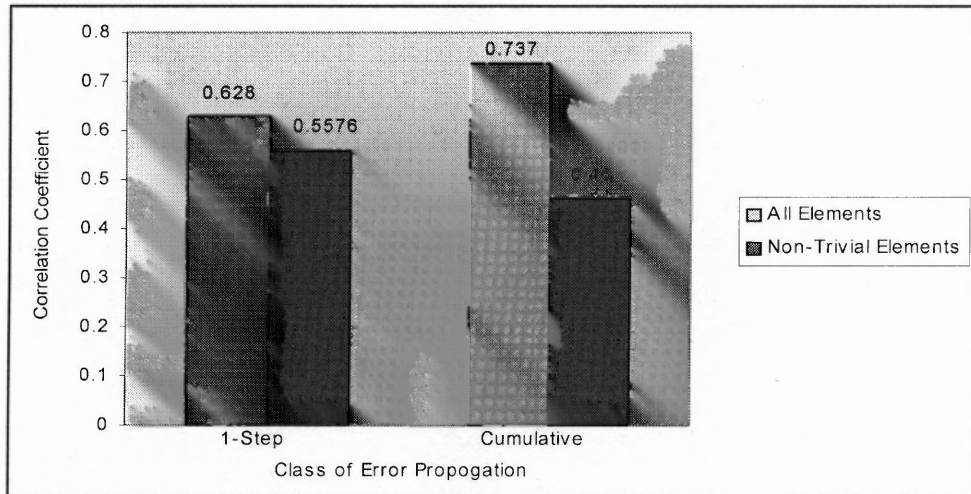 0.8
0.7
0.6
0.5
0.4
0.3
0.2
0.1
0
Correlation Coefficient
0.628
0.5576
0.737
1-Step
Cumulative
Class of Error Propogation
All Elements
Non-Trivial Elements